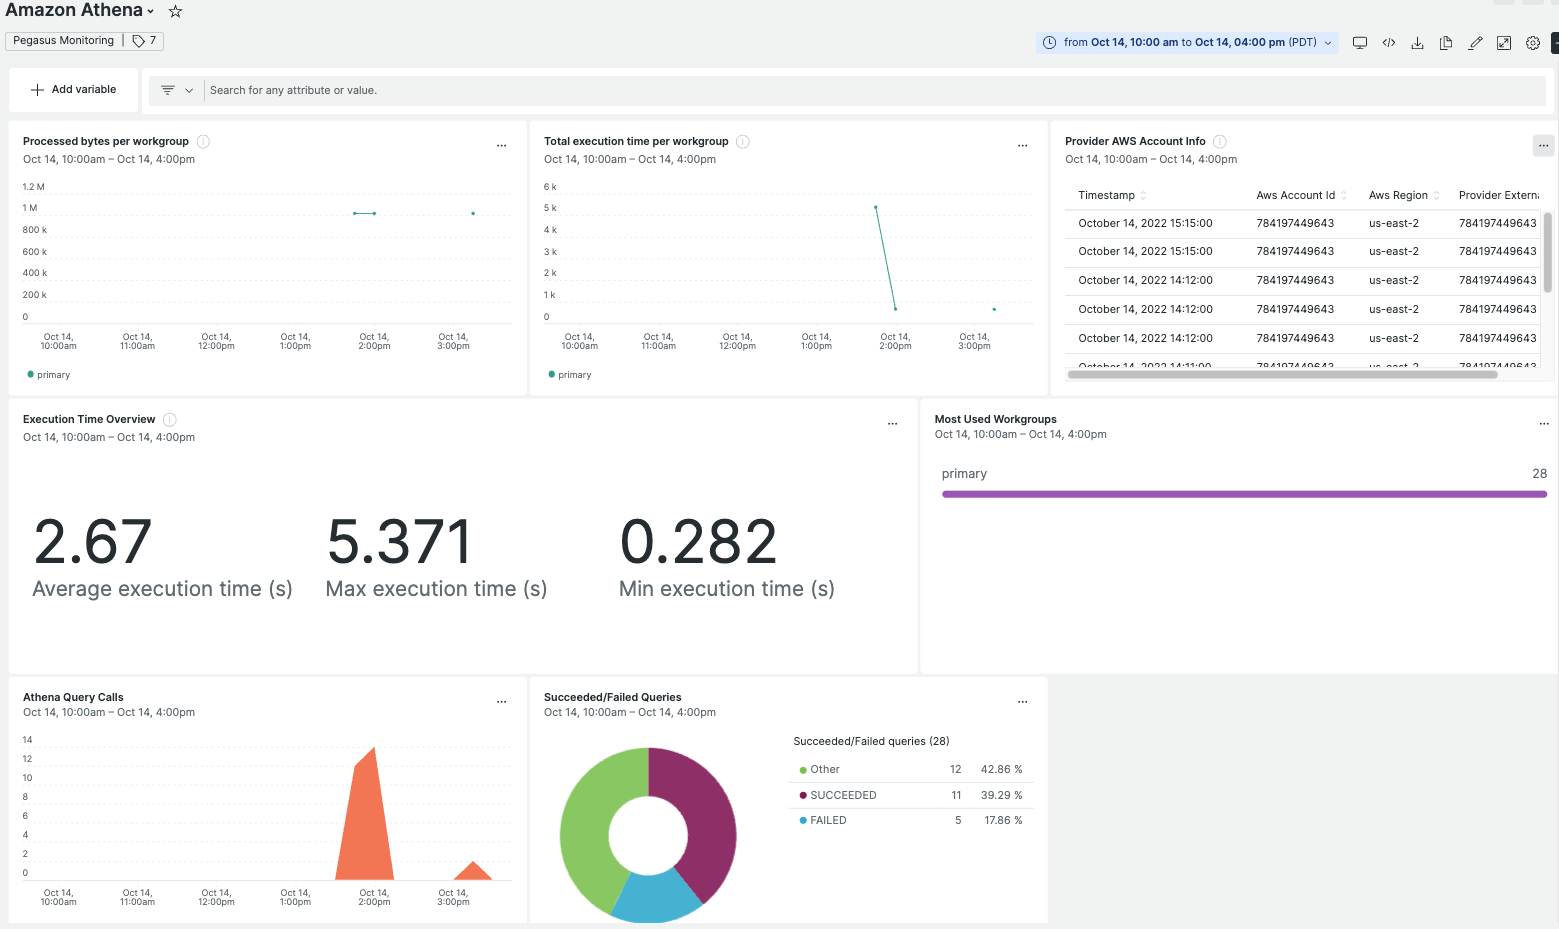 Amazon Athena
Pegasus Monitoring 7
from Oct 14, 10:00 am to Oct 14, 04:00 pm (PDT)
Add variable
Search for any attribute or value.
Processed bytes per workgroup
Oct 14, 10:00am – Oct 14, 4:00pm
1.2 M
1 M
800 k
600 k
400 k
200 k
0
Oct 14, 10:00am
Oct 14, 11:00am
Oct 14, 12:00pm
Oct 14, 1:00pm
Oct 14, 2:00pm
Oct 14, 3:00pm
primary
Total execution time per workgroup
Oct 14, 10:00am – Oct 14, 4:00pm
6 k
5 k
4 k
3 k
2 k
1 k
0
Oct 14, 10:00am
Oct 14, 11:00am
Oct 14, 12:00pm
Oct 14, 1:00pm
Oct 14, 2:00pm
Oct 14, 3:00pm
primary
Provider AWS Account Info
Oct 14, 10:00am – Oct 14, 4:00pm
Timestamp Aws Account Id Aws Region Provider Extern
October 14, 2022 15:15:00 784197449643 us-east-2 784197449643
October 14, 2022 15:15:00 784197449643 us-east-2 784197449643
October 14, 2022 14:12:00 784197449643 us-east-2 784197449643
October 14, 2022 14:12:00 784197449643 us-east-2 784197449643
October 14, 2022 14:12:00 784197449643 us-east-2 784197449643
October 14, 2022 14:11:00 784197449643 us-east-2 784197449643
Execution Time Overview
Oct 14, 10:00am – Oct 14, 4:00pm
2.67
Average execution time (s)
5.371
Max execution time (s)
0.282
Min execution time (s)
Most Used Workgroups
Oct 14, 10:00am – Oct 14, 4:00pm
primary 28
Athena Query Calls
Oct 14, 10:00am – Oct 14, 4:00pm
14
12
10
8
6
4
2
0
Oct 14, 10:00am
Oct 14, 11:00am
Oct 14, 12:00pm
Oct 14, 1:00pm
Oct 14, 2:00pm
Oct 14, 3:00pm
Succeeded/Failed Queries
Oct 14, 10:00am – Oct 14, 4:00pm
Succeeded/Failed queries (28)
Other 12 42.86 %
SUCCEEDED 11 39.29 %
FAILED 5 17.86 %